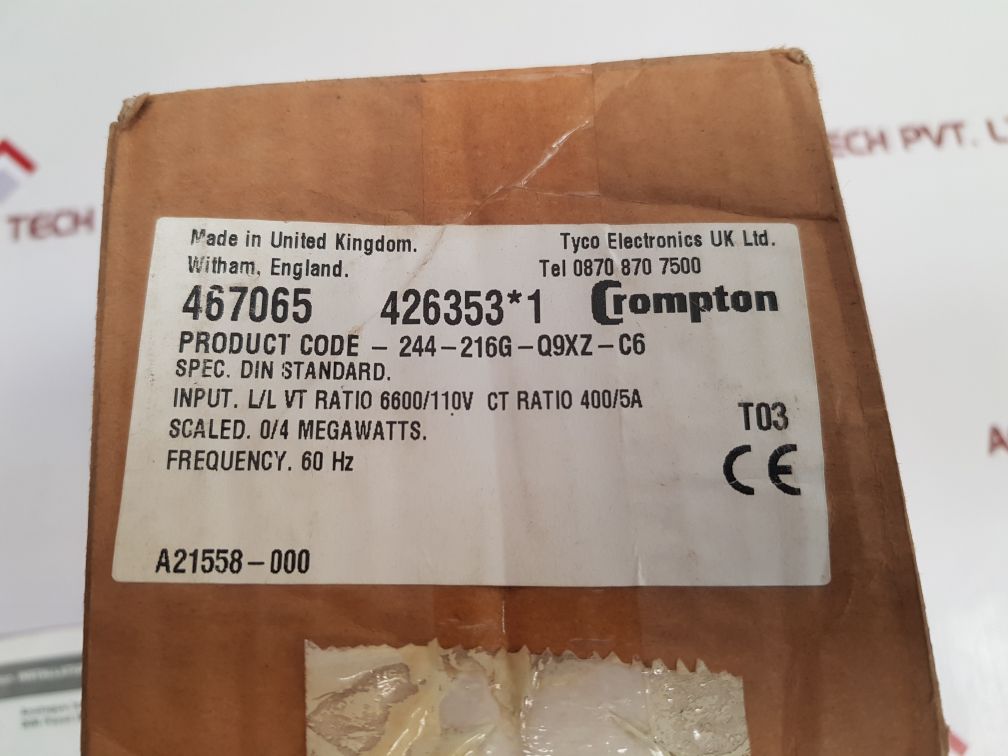 Made in United Kingdom. Tyco Electronics UK Ltd.
Witham, England. Tel 0870 870 7500
467065 426353*1 Crompton
PRODUCT CODE - 244-216G-Q9XZ-C6
SPEC. DIN STANDARD.
INPUT. L/L VT RATIO 6600/110V CT RATIO 400/5A
SCALED. 0/4 MEGAWATTS. T03
FREQUENCY. 60 Hz CE
A21558-000
TECH
TECH PVT. L